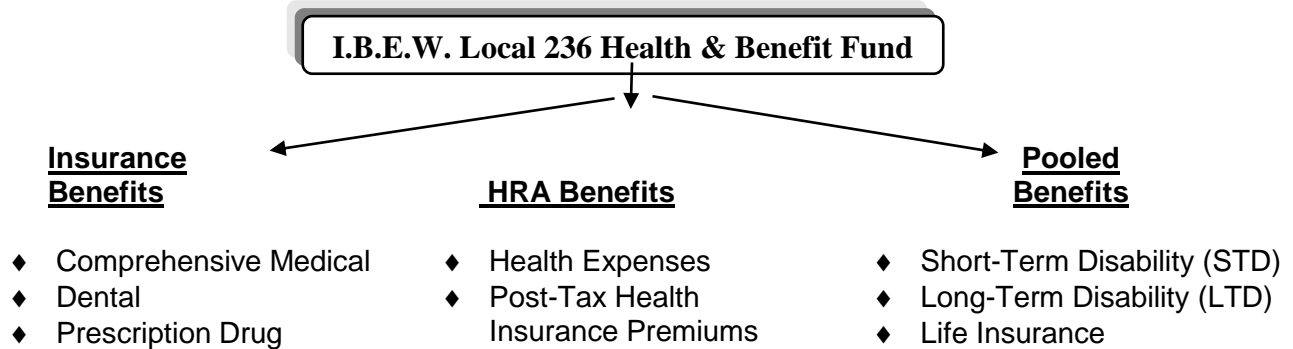 I.B.E.W. Local 236 Health & Benefit Fund
Insurance
Benefits
♦ Comprehensive Medical
♦ Dental
♦ Prescription Drug
HRA Benefits
♦ Health Expenses
♦ Post-Tax Health
Insurance Premiums
Pooled
Benefits
♦ Short-Term Disability (STD)
♦ Long-Term Disability (LTD)
♦ Life Insurance